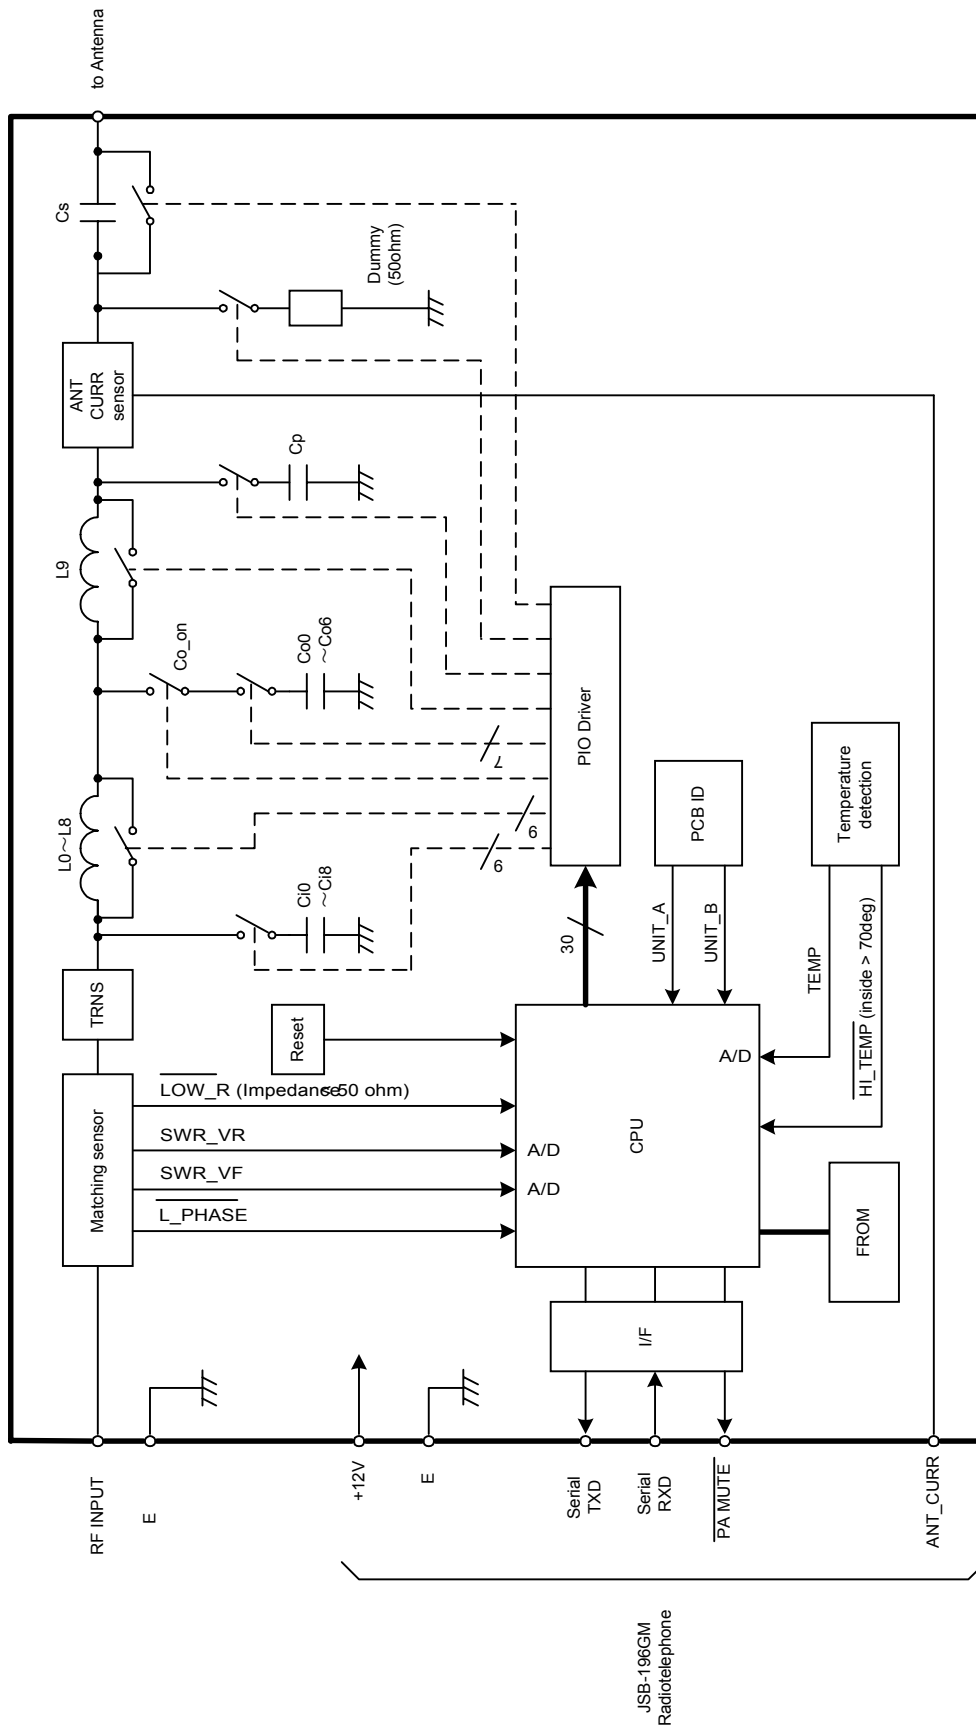 RF INPUT
E
+12V
E
Serial
TXD
Serial
RXD
PA MUTE
ANT_CURR
JSB-196GM
Radiotelephone
Matching sensor
TRNS
L0～L8
L9
ANT
CURR
sensor
Cs
to Antenna
Ci0
～Ci8
Co_on
Co0
～Co6
Cp
Dummy
(50ohm)
L_PHASE
SWR_VF
SWR_VR
LOW_R (Impedance<50 ohm)
Reset
A/D
A/D
CPU
A/D
I/F
FROM
30
9
9
7
PIO Driver
UNIT_A
UNIT_B
PCB ID
TEMP
HI_TEMP (inside > 70deg)
Temperature
detection